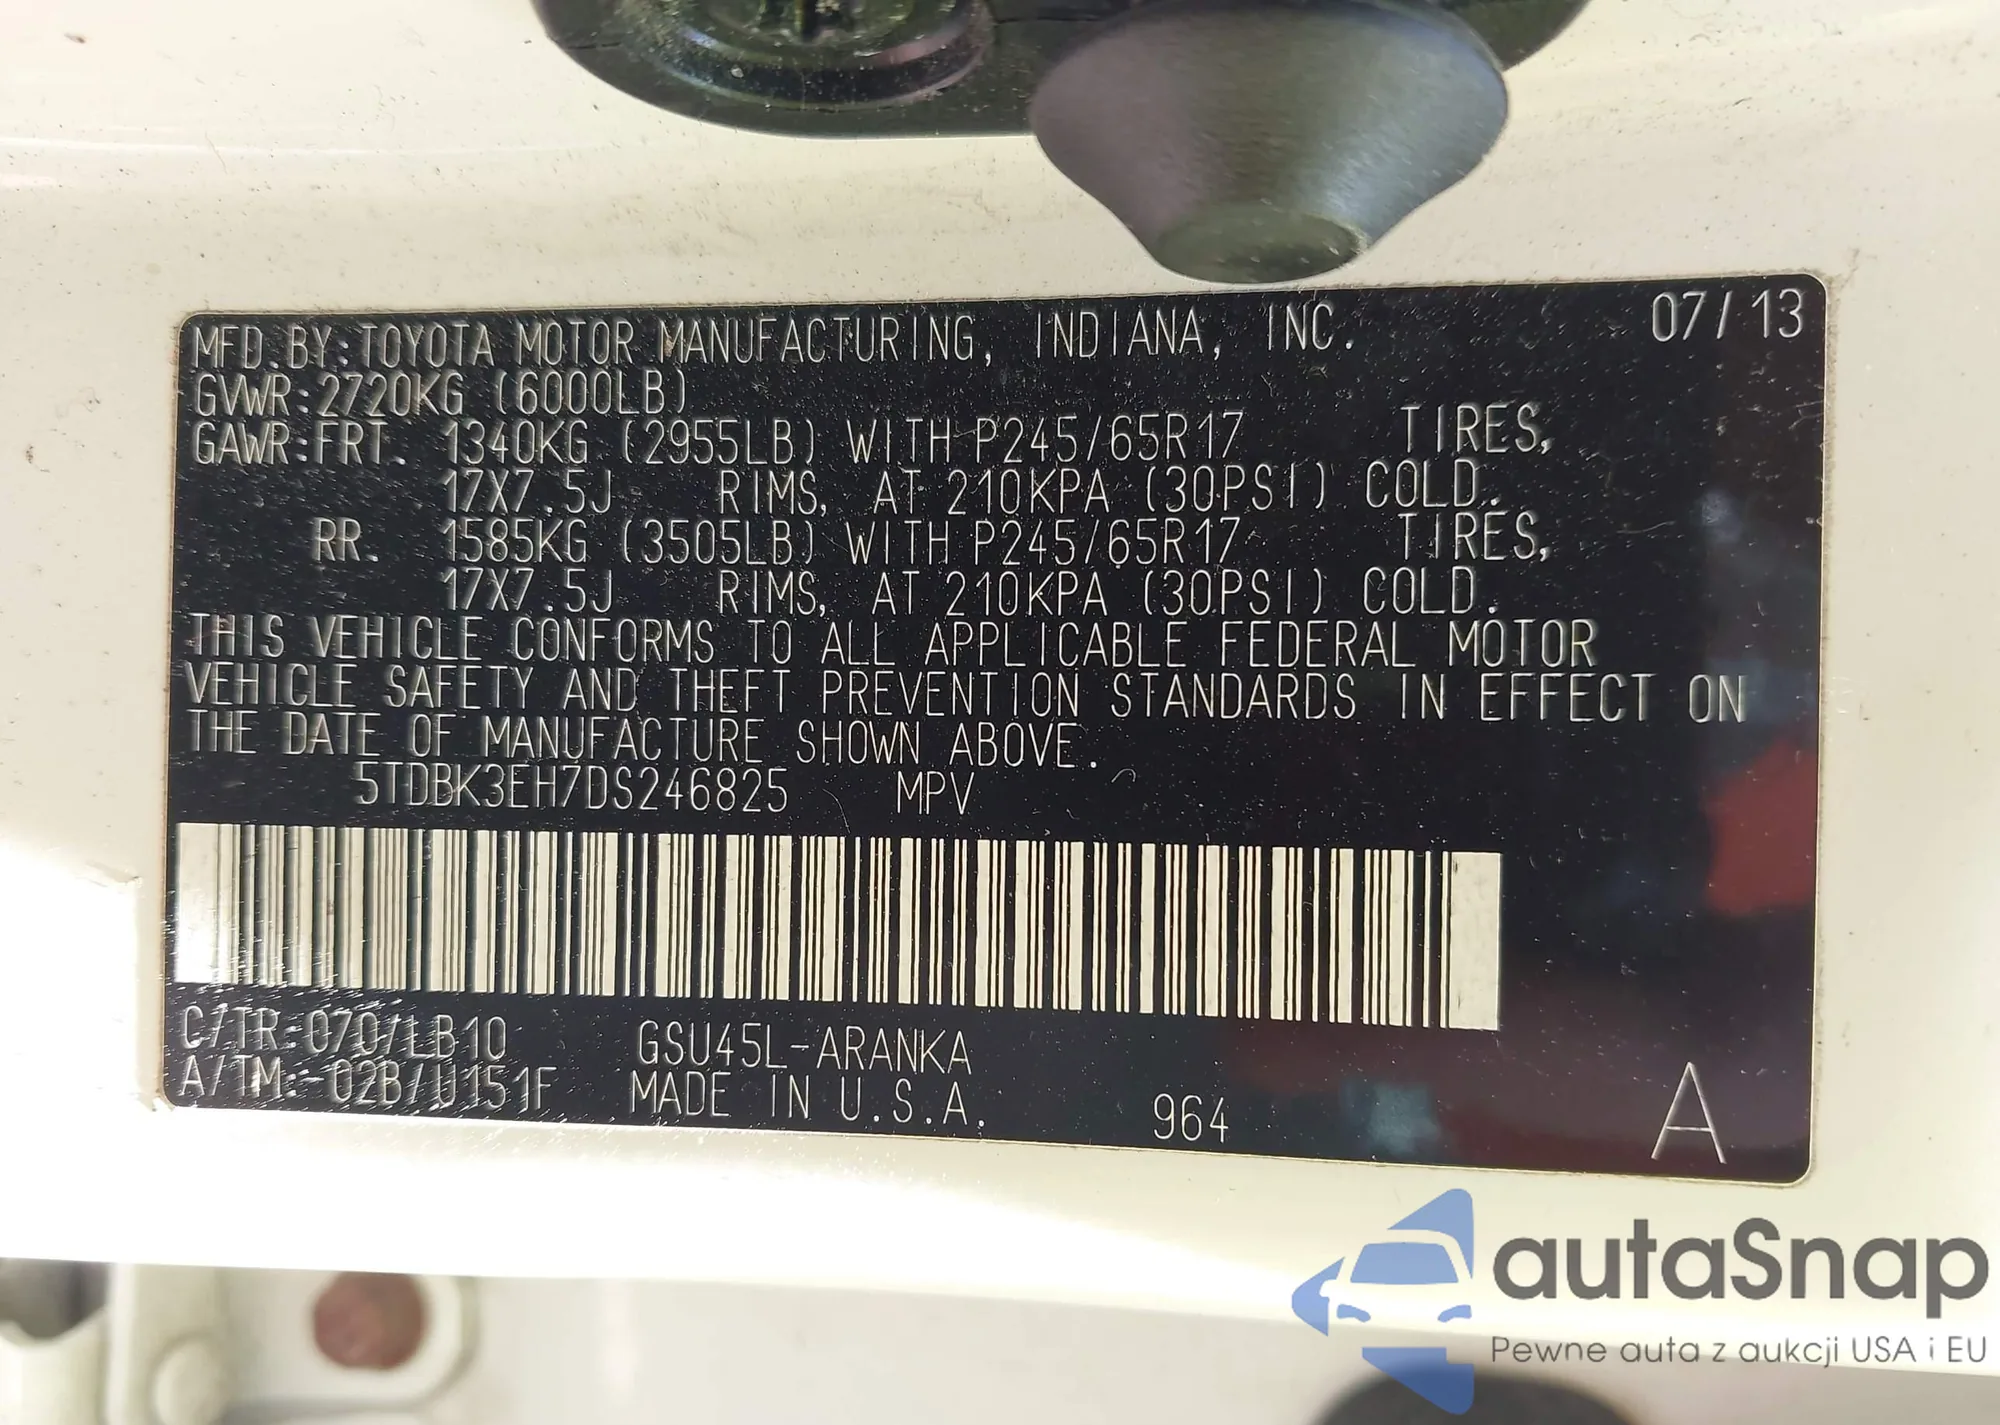 MFD.BY:TOYOTA MOTOR MANUFACTURING, INDIANA, INC. 07/13
GVWR:2720KG (6000LB)
GAWR:FRT. 1340KG (2955LB) WITH P245/65R17 TIRES,
17X7.5J RIMS, AT 210KPA (30PSI) COLD.
RR. 1585KG (3505LB) WITH P245/65R17 TIRES,
17X7.5J RIMS, AT 210KPA (30PSI) COLD.
THIS VEHICLE CONFORMS TO ALL APPLICABLE FEDERAL MOTOR
VEHICLE SAFETY AND THEFT PREVENTION STANDARDS IN EFFECT ON
THE DATE OF MANUFACTURE SHOWN ABOVE.
5TDBK3EH7DS246825 MPV
C/TR:070/LB10 GSU45L-ARANKA
A/TM:-02B/U151F MADE IN U.S.A. 964 A
autaSnap
Pewne auta z aukcji USA i EU